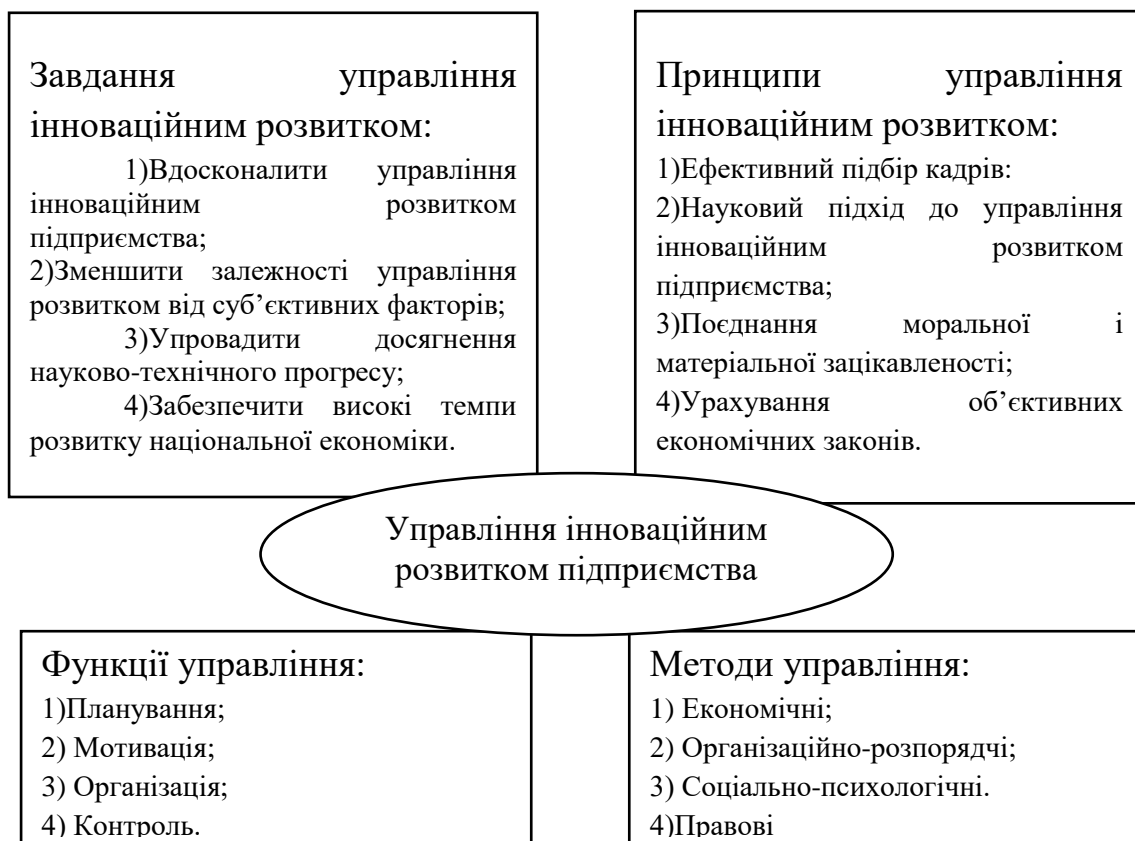 Завдання управління
інноваційним розвитком:
1)Вдосконалити управління
інноваційним розвитком
підприємства;
2)Зменшити залежності управління
розвитком від суб’єктивних факторів;
3)Упровадити досягнення
науково-технічного прогресу;
4)Забезпечити високі темпи
розвитку національної економіки.
Принципи управління
інноваційним розвитком:
1)Ефективний підбір кадрів:
2)Науковий підхід до управління
інноваційним розвитком
підприємства;
3)Поєднання моральної і
матеріальної зацікавленості;
4)Урахування об’єктивних
економічних законів.
Управління інноваційним
розвитком підприємства
Функції управління:
1)Планування;
2) Мотивація;
3) Організація;
4) Контроль.
Методи управління:
1) Економічні;
2) Організаційно-розпорядчі;
3) Соціально-психологічні.
4)Правові